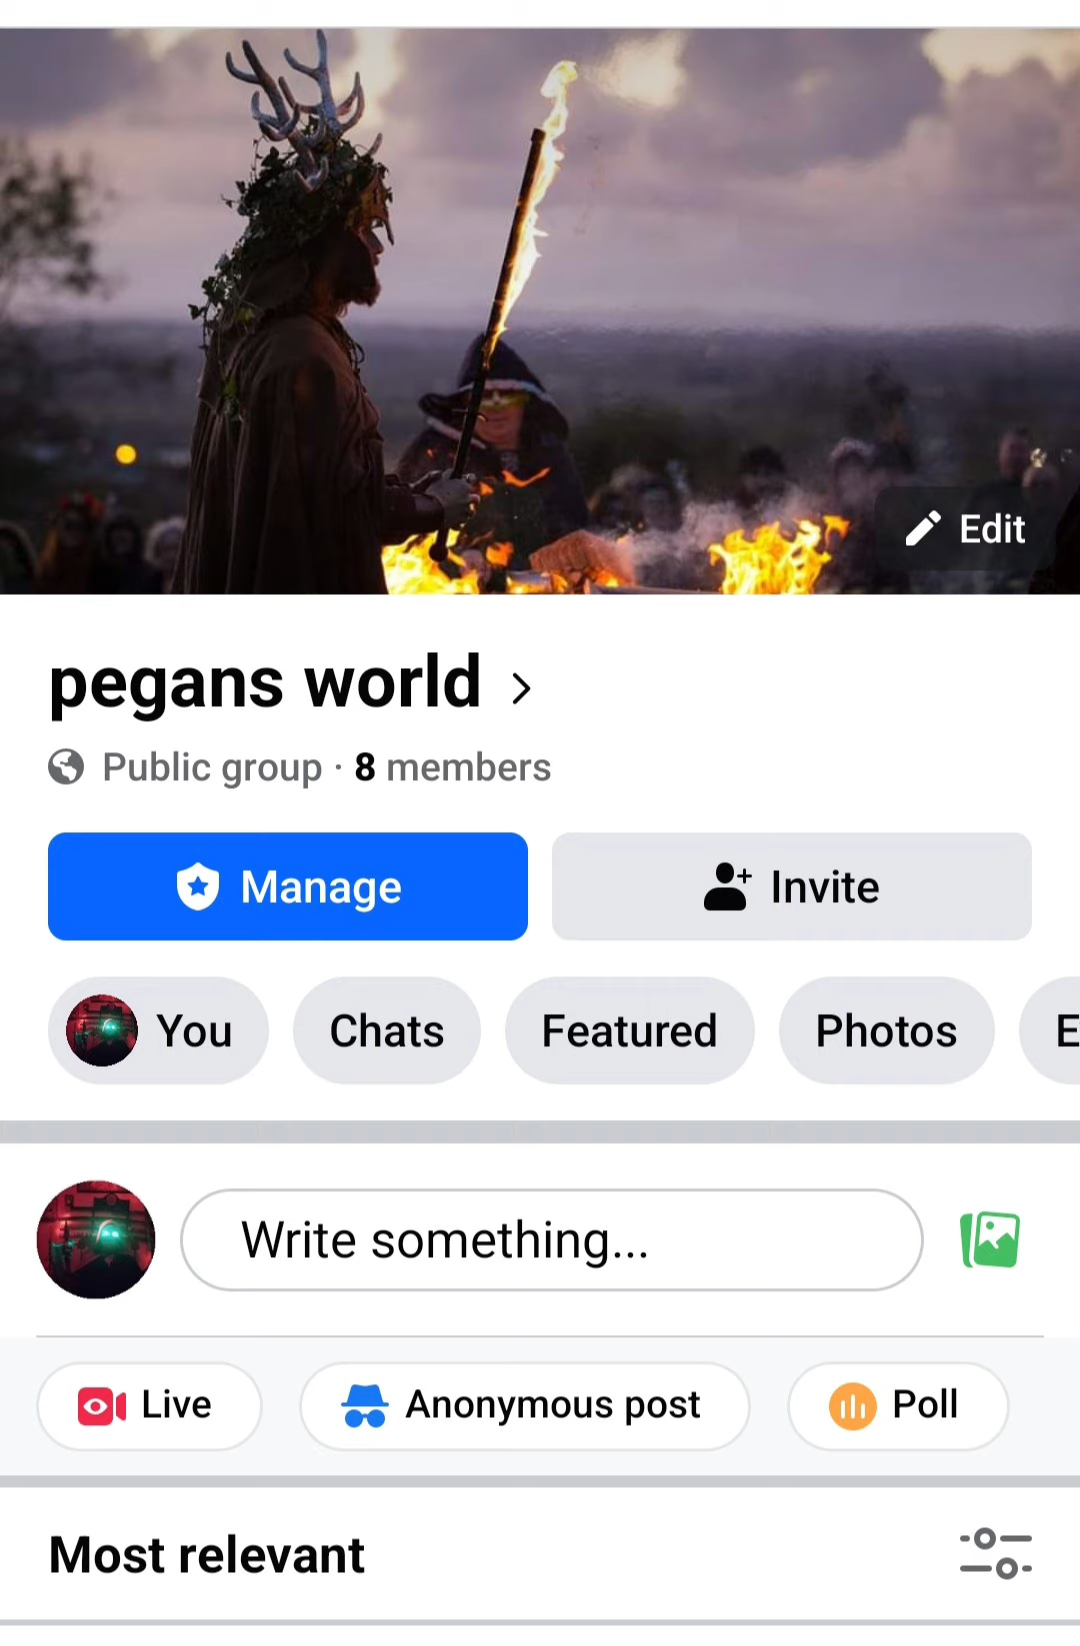 Edit
pegans world
Public group · 8 members
Manage Invite
You Chats Featured Photos E
Write something...
Live Anonymous post Poll
Most relevant